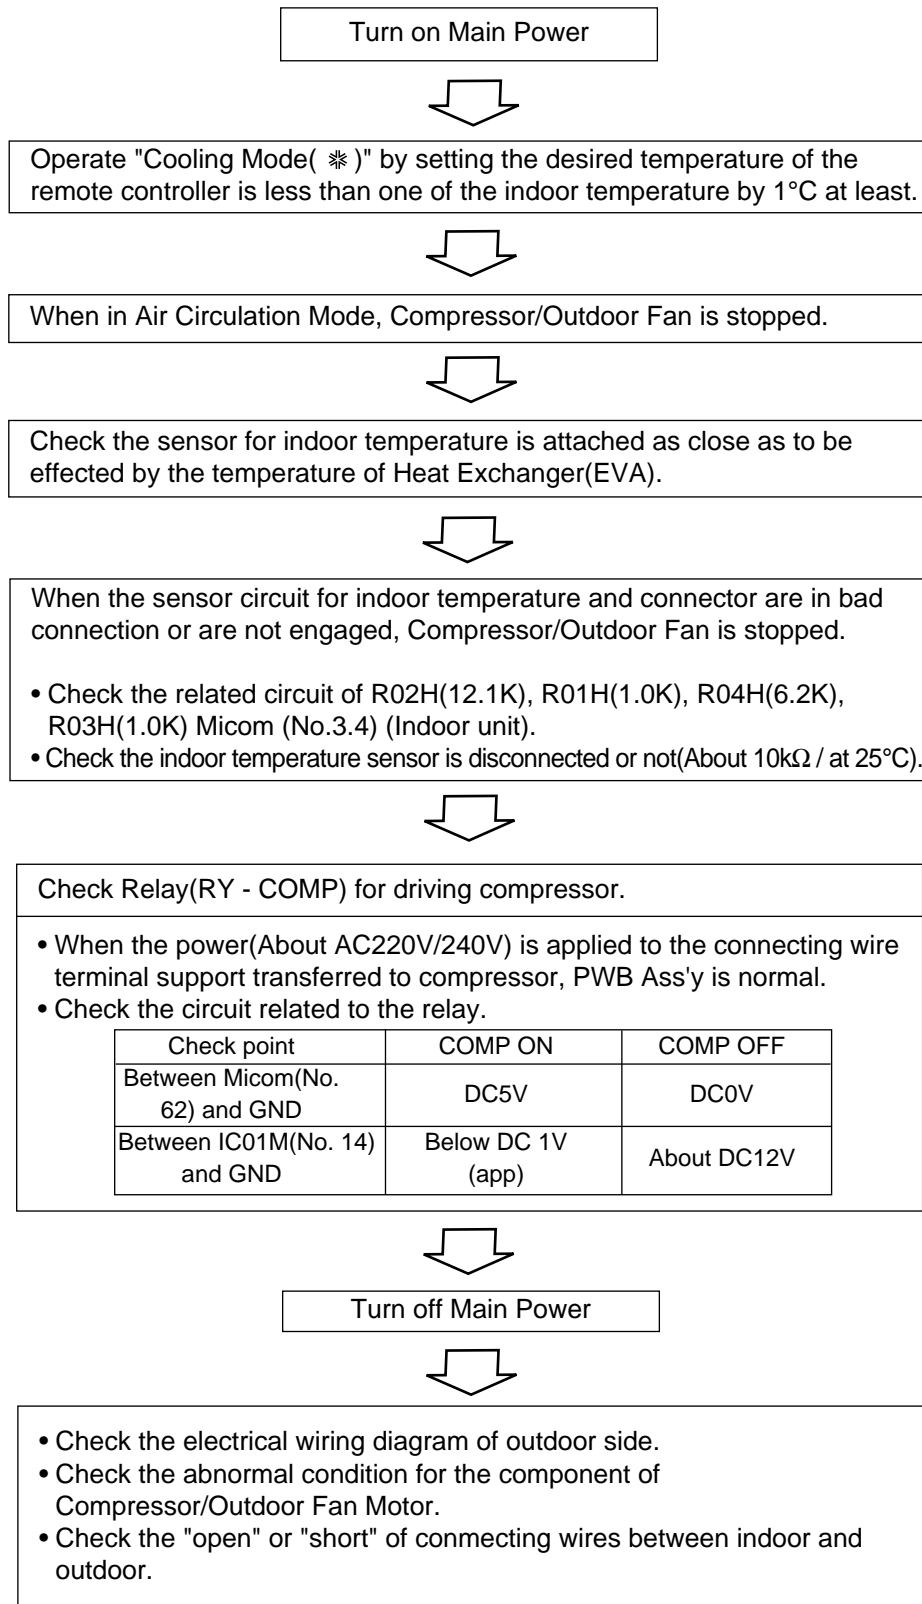 Turn on Main Power
Operate "Cooling Mode( ❋ )" by setting the desired temperature of the
remote controller is less than one of the indoor temperature by 1°C at least.
When in Air Circulation Mode, Compressor/Outdoor Fan is stopped.
Check the sensor for indoor temperature is attached as close as to be
effected by the temperature of Heat Exchanger(EVA).
When the sensor circuit for indoor temperature and connector are in bad
connection or are not engaged, Compressor/Outdoor Fan is stopped.
• Check the related circuit of R02H(12.1K), R01H(1.0K), R04H(6.2K),
R03H(1.0K) Micom (No.3.4) (Indoor unit).
• Check the indoor temperature sensor is disconnected or not(About 10kΩ / at 25°C).
Check Relay(RY - COMP) for driving compressor.
• When the power(About AC220V/240V) is applied to the connecting wire
terminal support transferred to compressor, PWB Ass'y is normal.
• Check the circuit related to the relay.
Check point COMP ON COMP OFF
Between Micom(No.
62) and GND
DC5V
DC0V
Between IC01M(No. 14)
and GND
Below DC 1V
(app)
About DC12V
Turn off Main Power
• Check the electrical wiring diagram of outdoor side.
• Check the abnormal condition for the component of
Compressor/Outdoor Fan Motor.
• Check the "open" or "short" of conmecting wires between indoor and
outdoor.